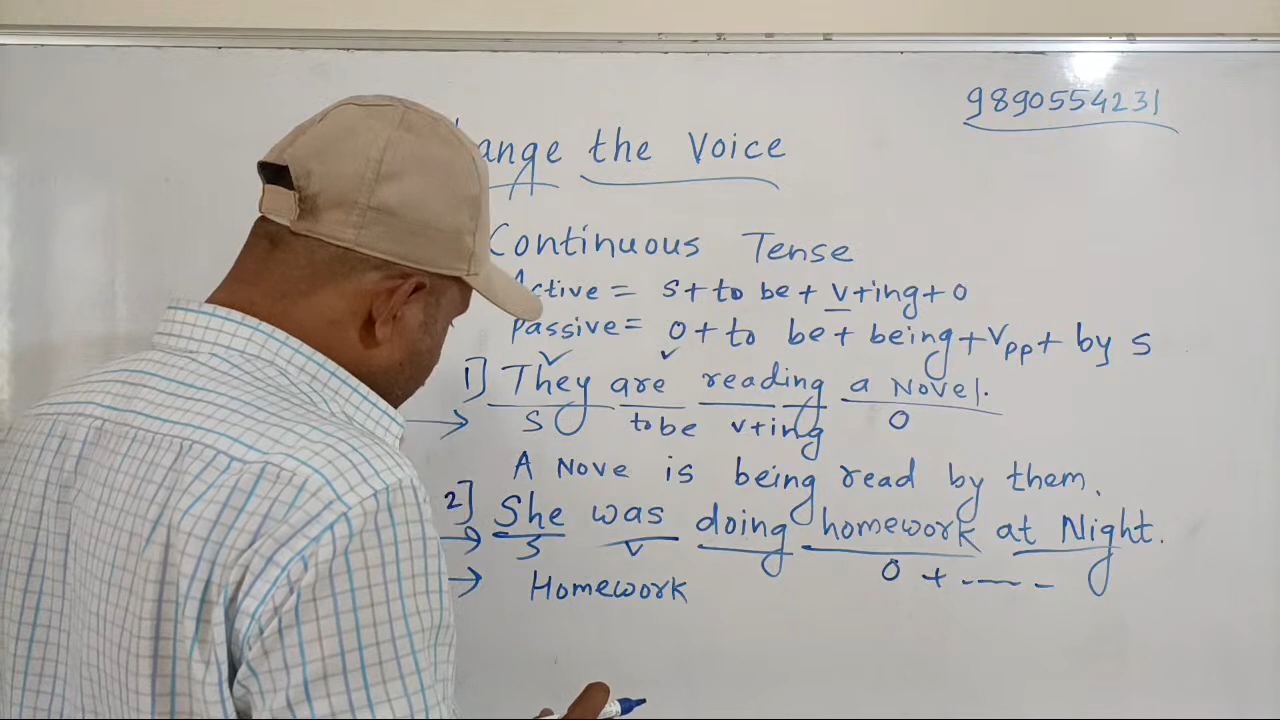 9890554231
ange the Voice
Continuous Tense
Active = S + to be + V + ing + O
Passive = O + to be + being + Vpp + by S
1] They are reading a Novel.
S to be V + ing O
A Nove is being read by them.
2] She was doing homework at Night.
S V O + ----
→ Homework